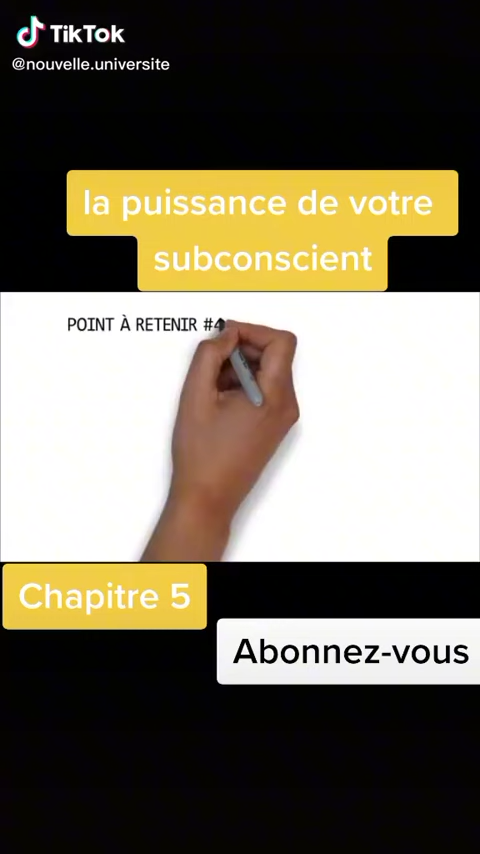 TikTok
@nouvelle.universite
la puissance de votre
subconscient
POINT À RETENIR #4
Chapitre 5
Abonnez-vous